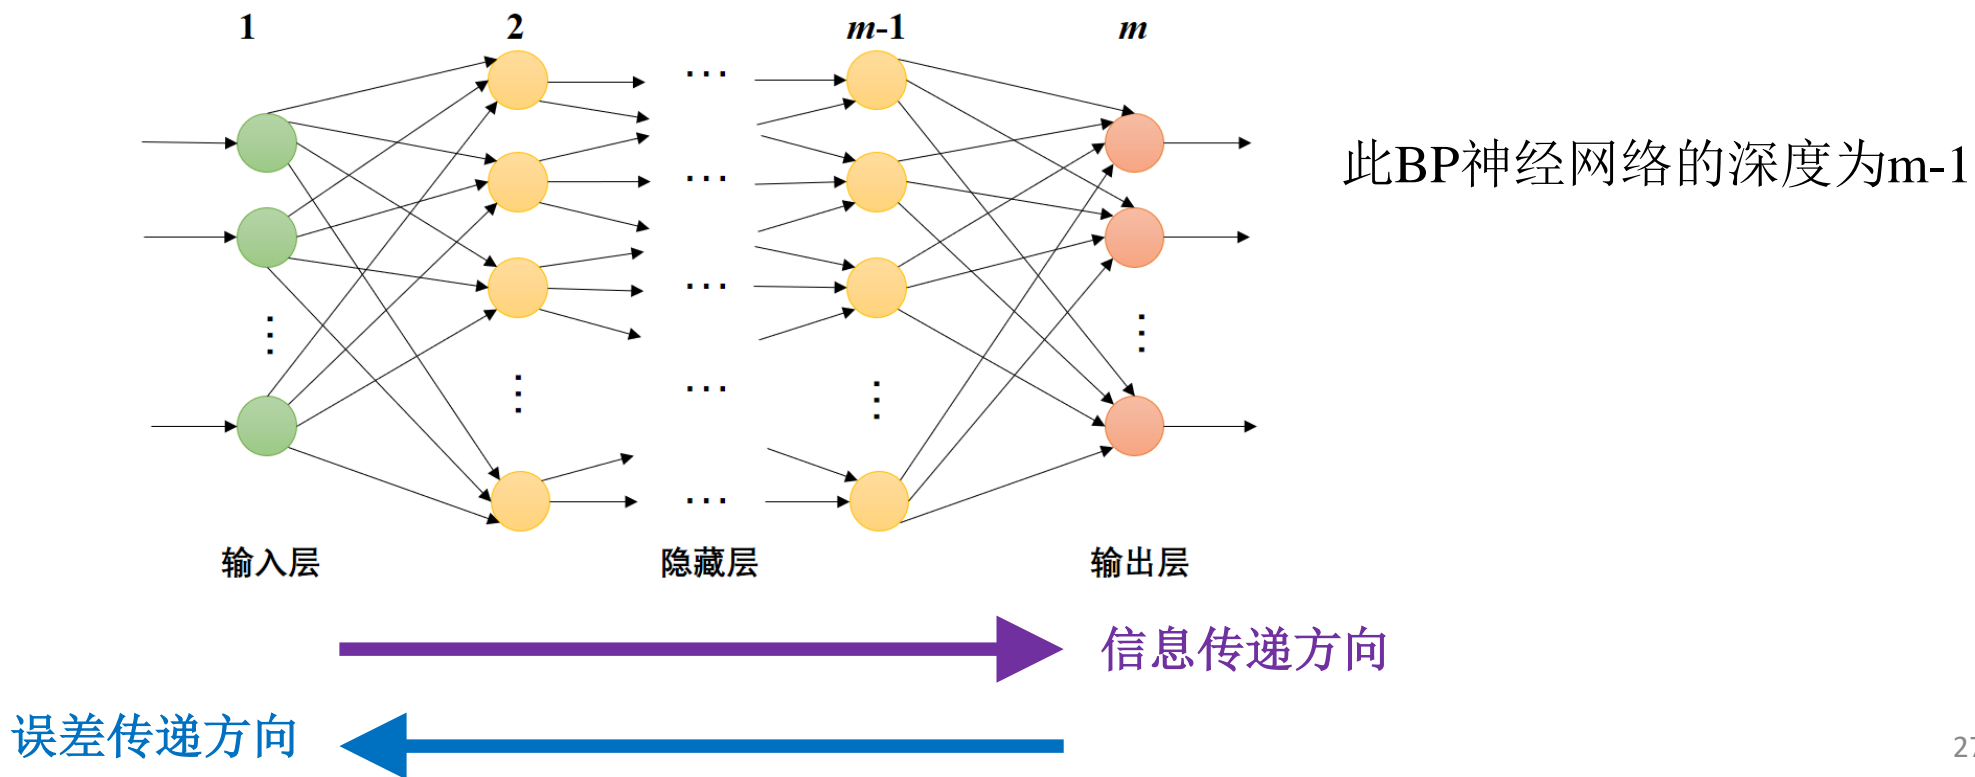 1 2 m-1 m
… 
此BP神经网络的深度为m-1
输入层 隐藏层 输出层
信息传递方向
误差传递方向
27